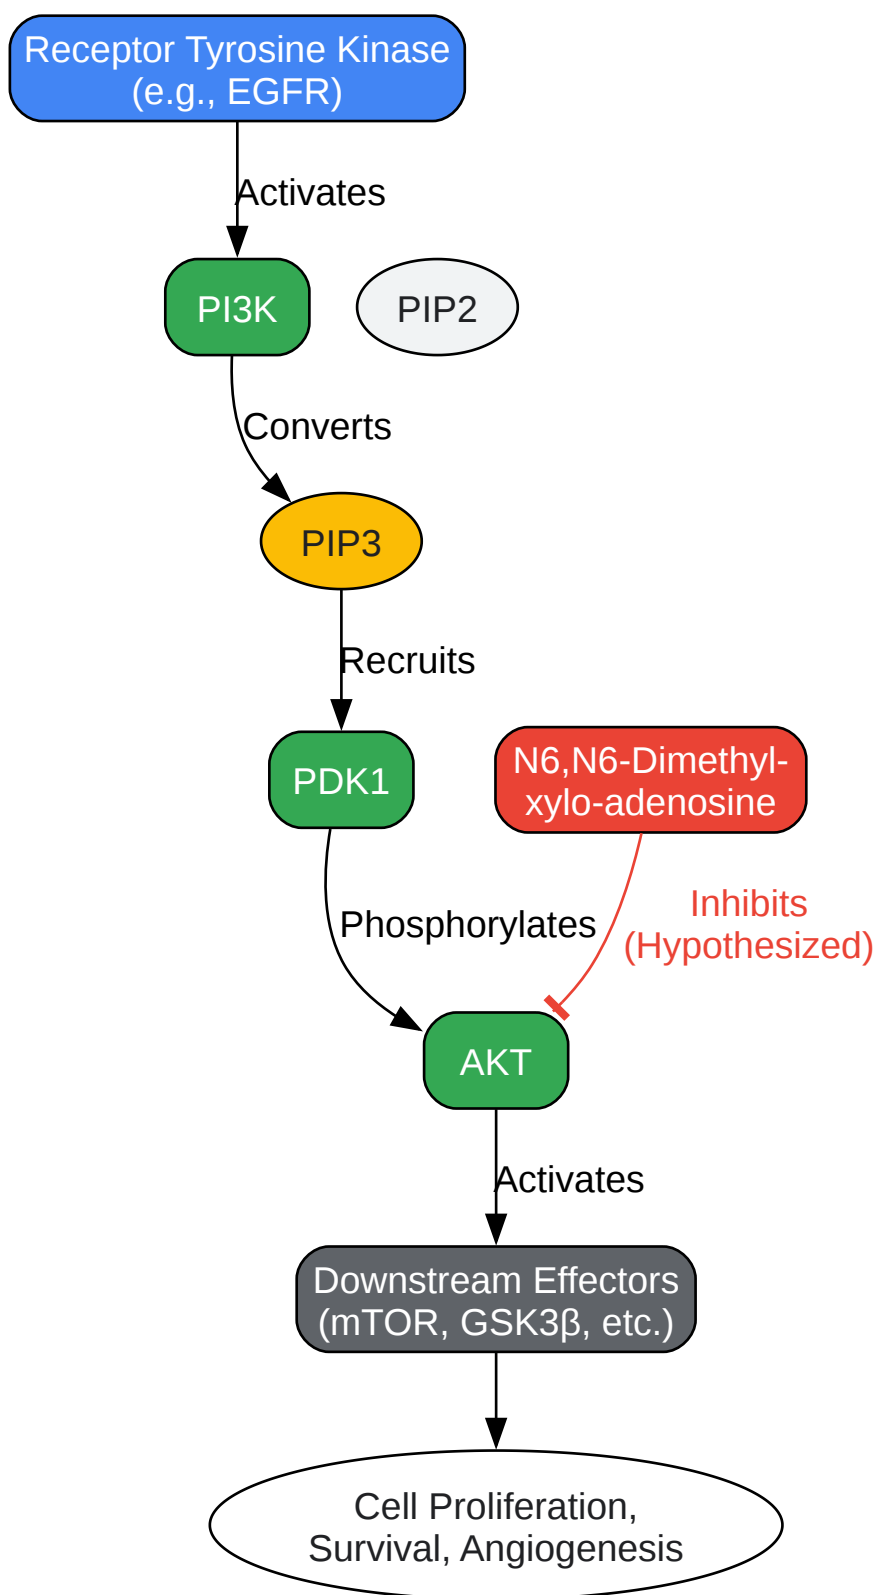 Receptor Tyrosine Kinase
(e.g., EGFR)
Activates
PI3K
PIP2
Converts
PIP3
Recruits
PDK1
N6,N6-Dimethyl-
xylo-adenosine
Phosphorylates
Inhibits
(Hypothesized)
AKT
Activates
Downstream Effectors
(mTOR, GSK3β, etc.)
Cell Proliferation,
Survival, Angiogenesis